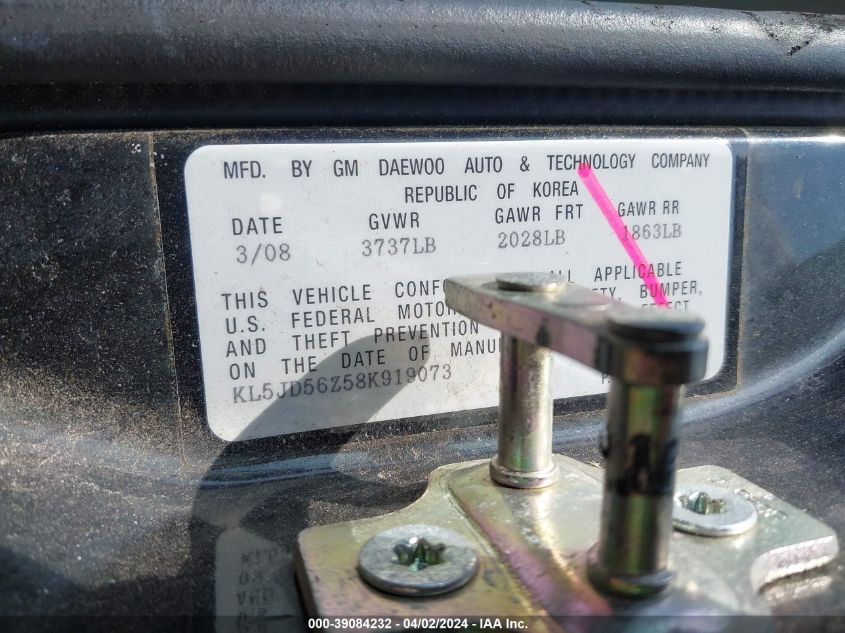 MFD. BY GM DAEWOO AUTO & TECHNOLOGY COMPANY
REPUBLIC OF KOREA
DATE GVWR GAWR FRT GAWR RR
3/08 3737LB 2028LB 1863LB
THIS VEHICLE ALL APPLICABLE
U.S. FEDERAL MOTOR BUMPER,
AND THEFT PREVENTION
ON THE DATE OF
KL5JD56Z58K919073
000-39084232 - 04/02/2024 - IAA Inc.